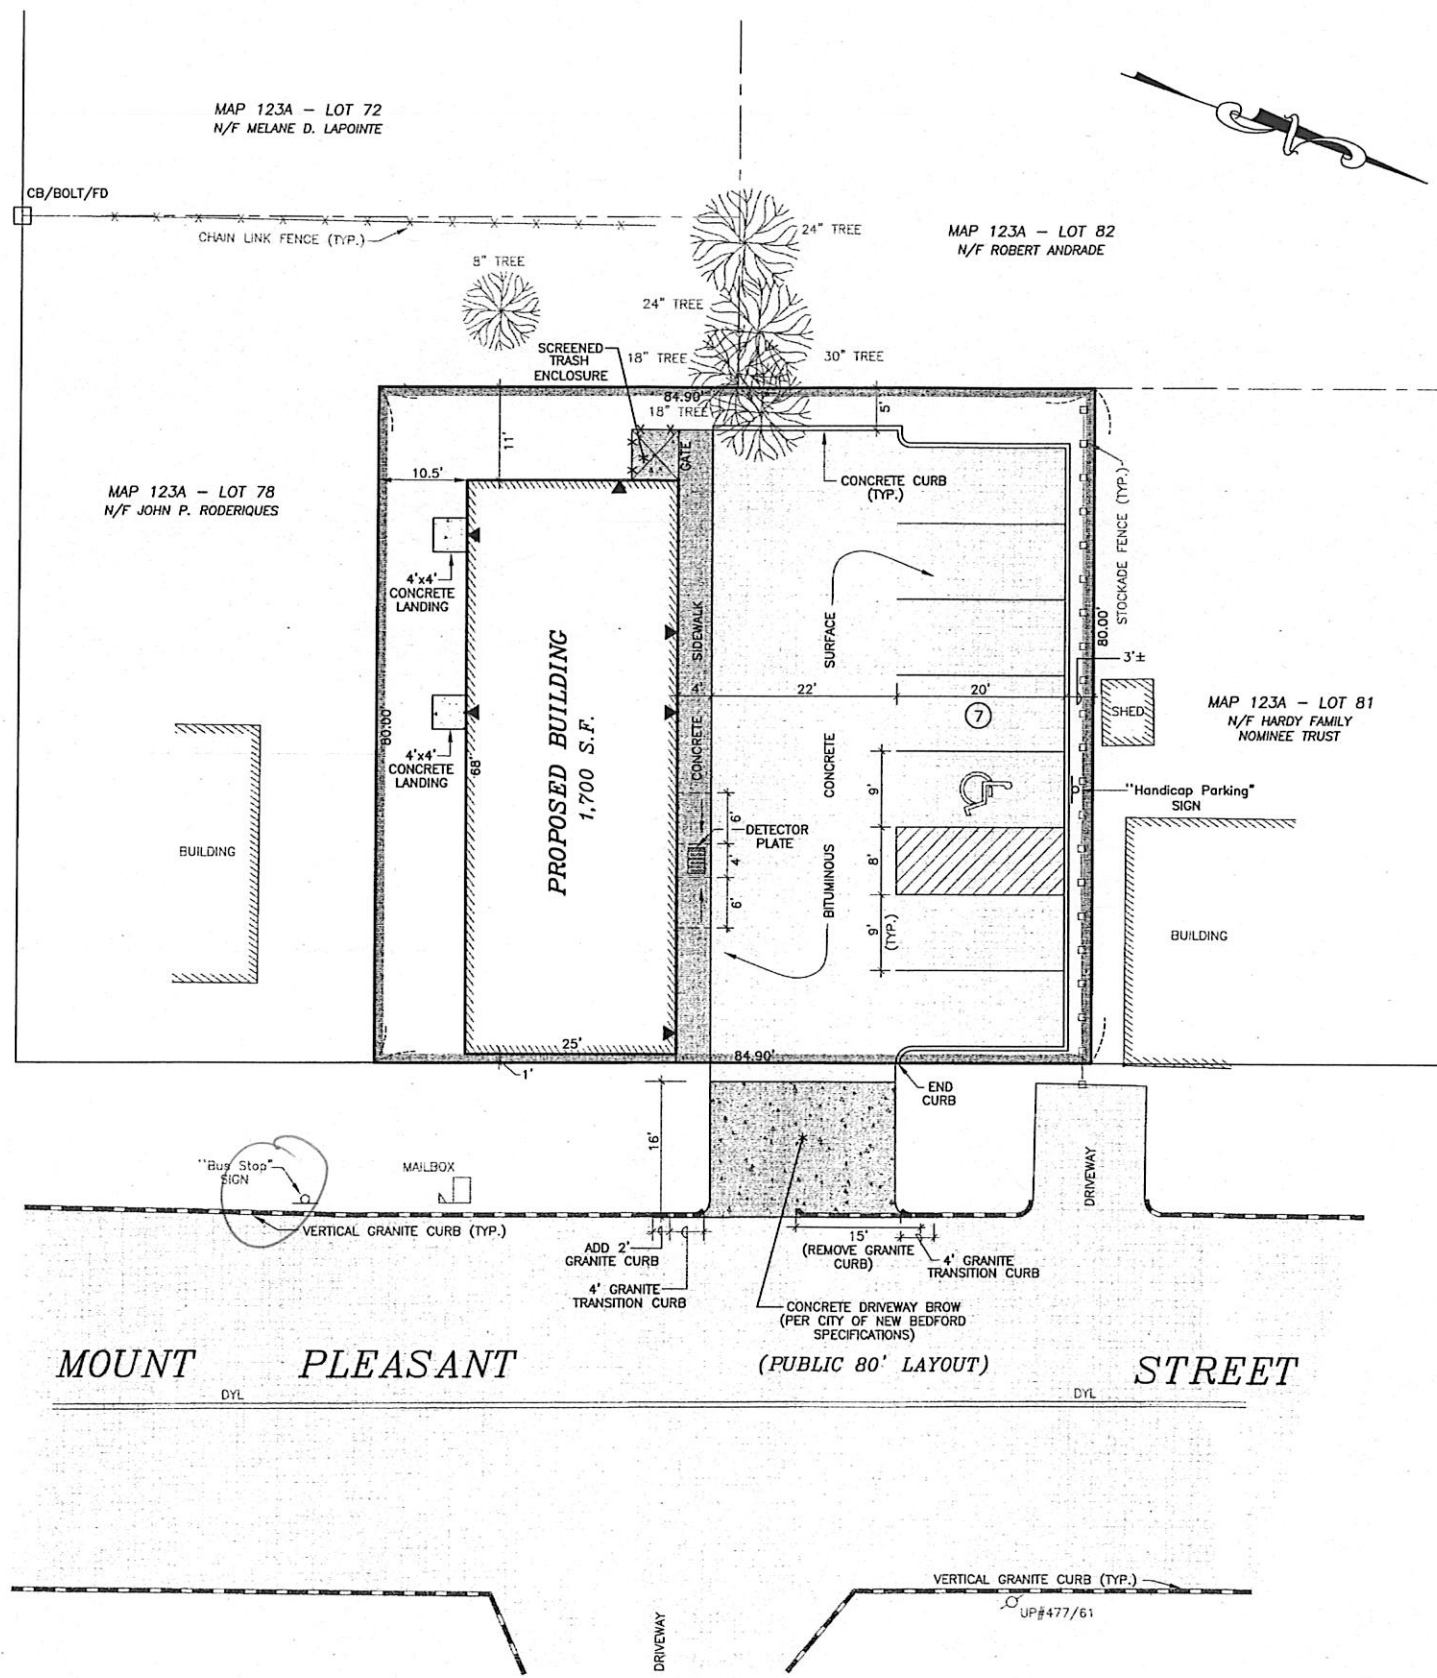 MAP 123A - LOT 72
N/F MELANE D. LAPOINTE
CB/BOLT/FD
CHAIN LINK FENCE (TYP.)
24" TREE
MAP 123A - LOT 82
N/F ROBERT ANDRADE
8" TREE
24" TREE
SCREENED
TRASH
ENCLOSURE
18" TREE
30" TREE
84.90'
18" TREE
5'
11'
GATE
10.5'
CONCRETE CURB
(TYP.)
MAP 123A - LOT 78
N/F JOHN P. RODERIQUES
STOCKADE FENCE (TYP.)
4'x4'
CONCRETE
LANDING
80.00'
CONCRETE SIDEWALK
PROPOSED BUILDING
1,700 S.F.
BITUMINOUS CONCRETE SURFACE
3'±
4'
22'
20'
7
SHED
MAP 123A - LOT 81
N/F HARDY FAMILY
NOMINEE TRUST
80.00'
68'
4'x4'
CONCRETE
LANDING
9'
"Handicap Parking"
SIGN
6'
DETECTOR
PLATE
4'
8'
BUILDING
6'
9'
(TYP.)
BUILDING
25'
84.90'
1'
END
CURB
16'
"Bus Stop"
SIGN
MAILBOX
DRIVEWAY
VERTICAL GRANITE CURB (TYP.)
ADD 2'
GRANITE CURB
15'
(REMOVE GRANITE
CURB)
4' GRANITE
TRANSITION CURB
4' GRANITE
TRANSITION CURB
CONCRETE DRIVEWAY BROW
(PER CITY OF NEW BEDFORD
SPECIFICATIONS)
MOUNT PLEASANT STREET
(PUBLIC 80' LAYOUT)
DYL
DYL
VERTICAL GRANITE CURB (TYP.)
UP#477/61
DRIVEWAY